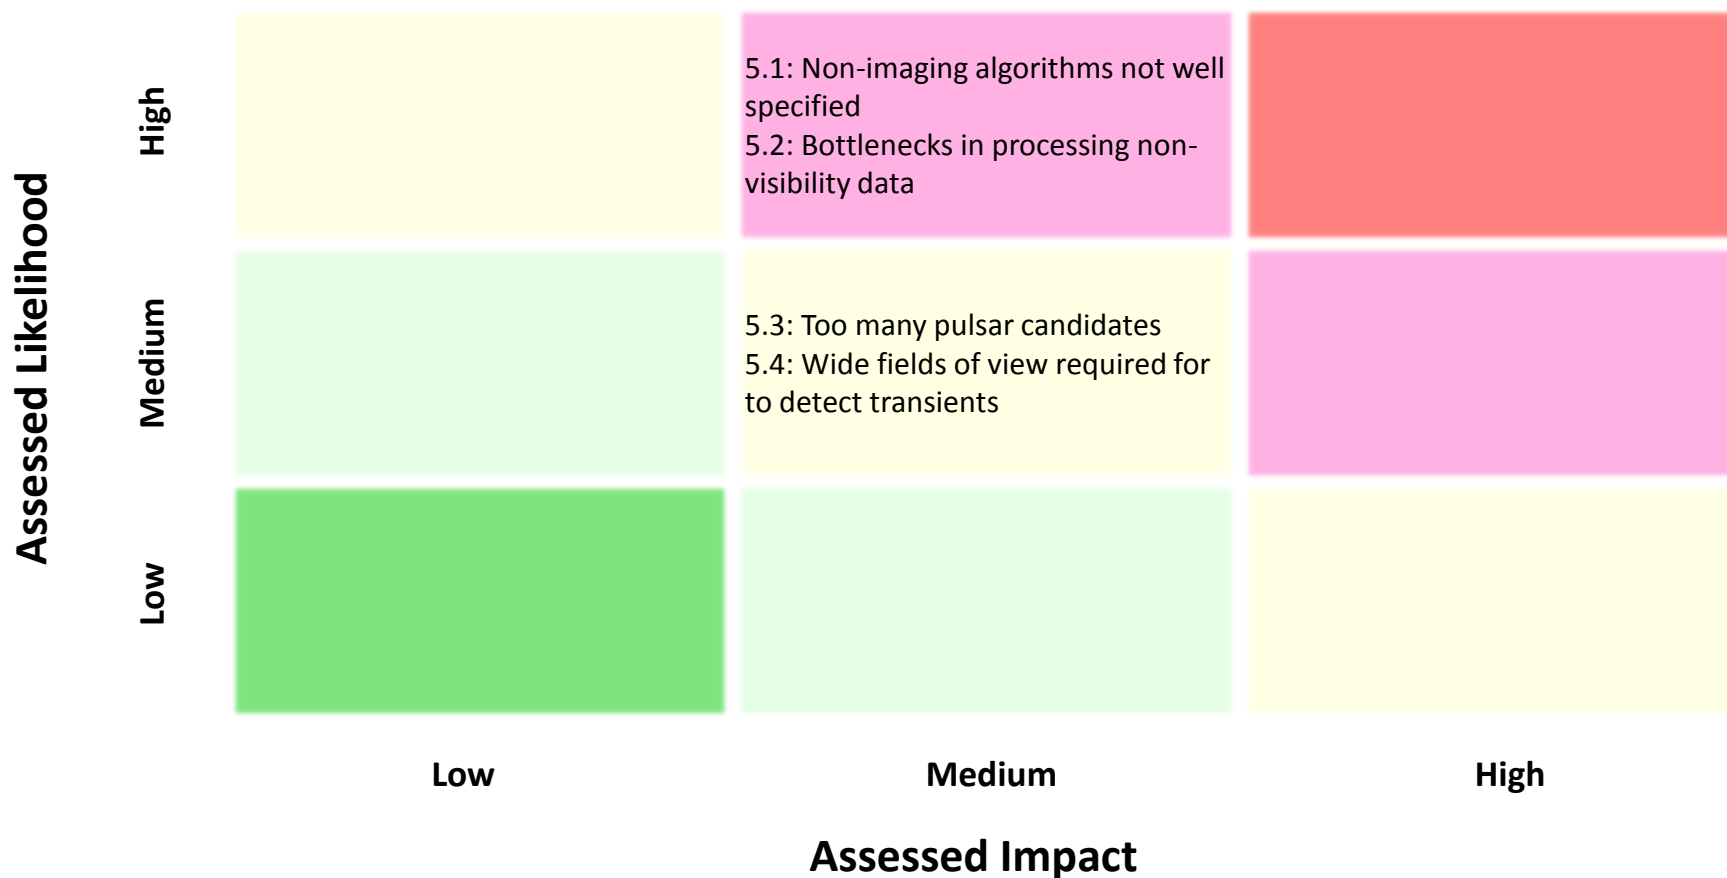 Assessed Likelihood
High
5.1: Non-imaging algorithms not well
specified
5.2: Bottlenecks in processing non-
visibility data
Medium
5.3: Too many pulsar candidates
5.4: Wide fields of view required for
to detect transients
Low
Low
Medium
High
Assessed Impact